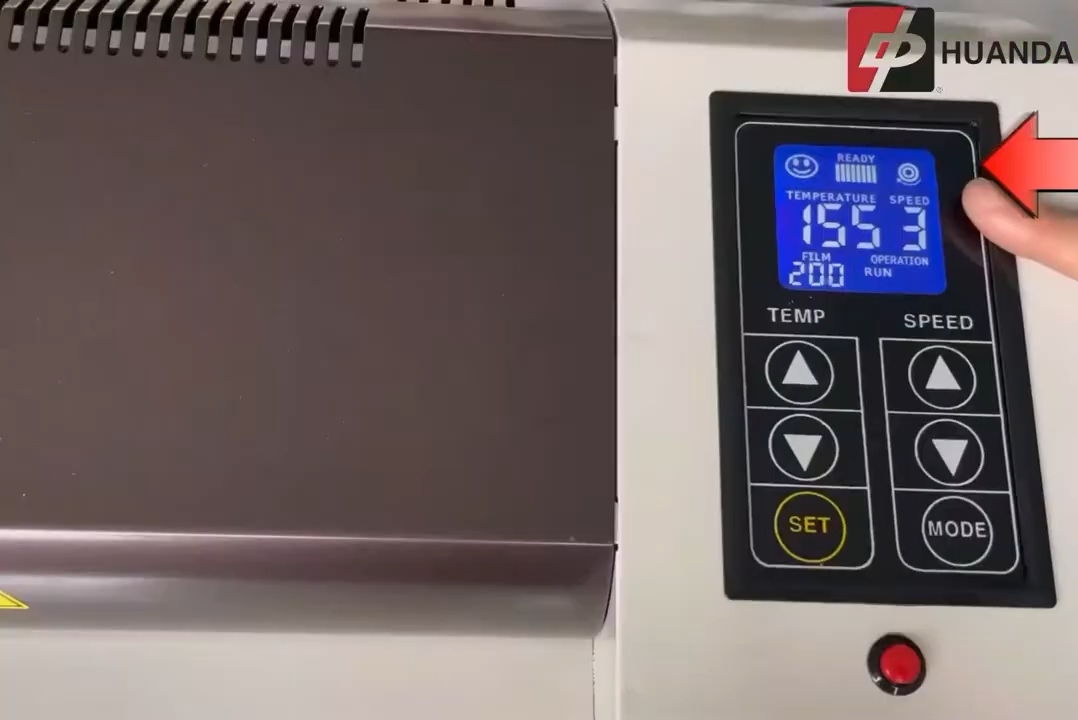 HUANDA
READY
TEMPERATURE SPEED
155 3
FILM OPERATION
200 RUN
TEMP SPEED
SET MODE